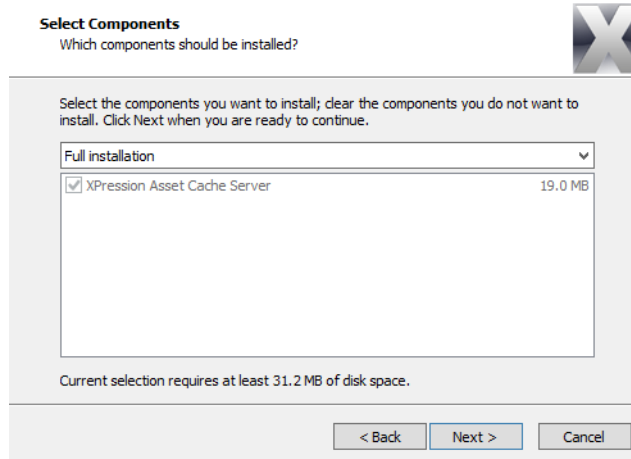 Select Components
Which components should be installed?
X
Select the components you want to install; clear the components you do not want to
install. Click Next when you are ready to continue.
Full installation
XPression Asset Cache Server 19.0 MB
Current selection requires at least 31.2 MB of disk space.
< Back Next > Cancel